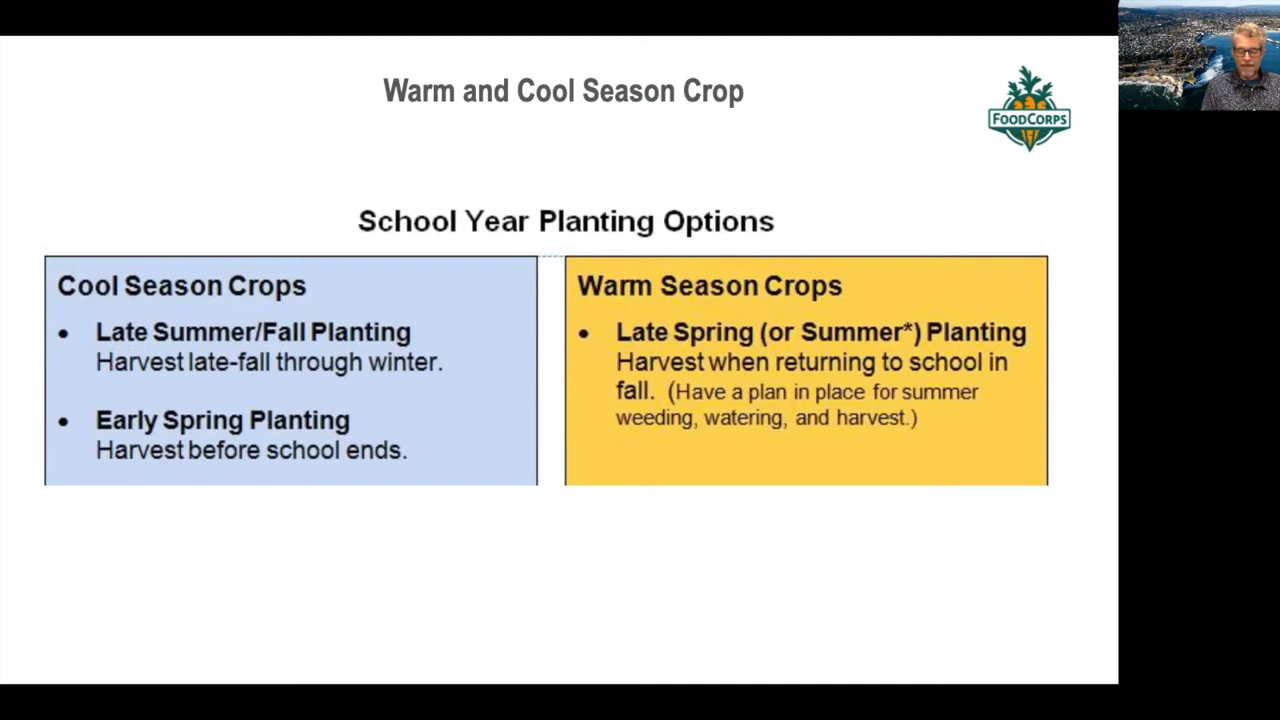 Warm and Cool Season Crop
FOODCORPS
School Year Planting Options
Cool Season Crops
• Late Summer/Fall Planting
Harvest late-fall through winter.
• Early Spring Planting
Harvest before school ends.
Warm Season Crops
• Late Spring (or Summer*) Planting
Harvest when returning to school in
fall. (Have a plan in place for summer
weeding, watering, and harvest.)